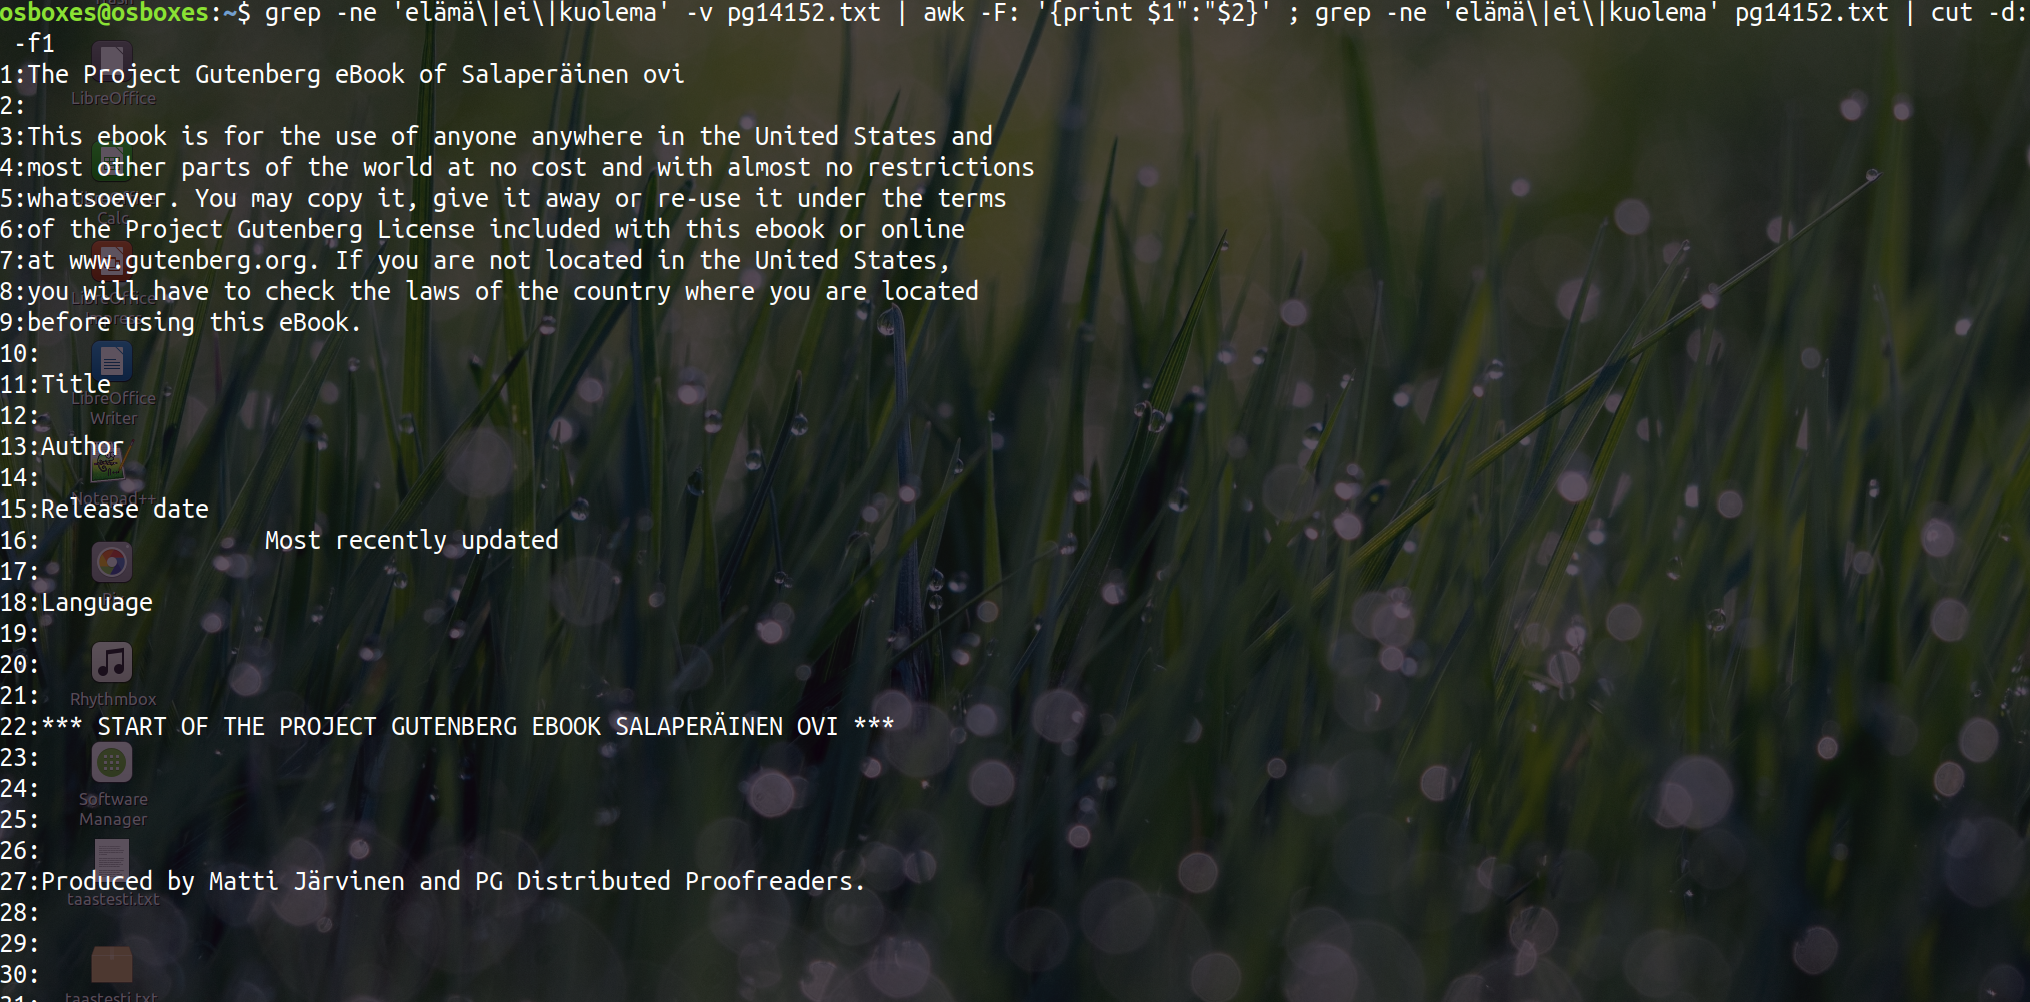 osboxes@osboxes:~$ grep -ne 'elämä\|ei\|kuolema' -v pg14152.txt | awk -F: '{print $1":"$2}' ; grep -ne 'elämä\|ei\|kuolema' pg14152.txt | cut -d:
 -f1
1:The Project Gutenberg eBook of Salaperäinen ovi
LibreOffice
2:
3:This ebook is for the use of anyone anywhere in the United States and
4:most other parts of the world at no cost and with almost no restrictions
5:whatsoever. You may copy it, give it away or re-use it under the terms
Calc
6:of the Project Gutenberg License included with this ebook or online
7:at www.gutenberg.org. If you are not located in the United States,
8:you will have to check the laws of the country where you are located
LibreOffice
Impress
9:before using this eBook.
10:
11:Title
LibreOffice
Writer
12:
13:Author
14:
Notepad++
15:Release date
16:                Most recently updated
17:
18:Language
19:
20:
21:
Rhythmbox
22:*** START OF THE PROJECT GUTENBERG EBOOK SALAPERÄINEN OVI ***
23:
24:
Software
Manager
25:
26:
27:Produced by Matti Järvinen and PG Distributed Proofreaders.
taastesti.txt
28:
29:
30:
taastesti.txt
31: